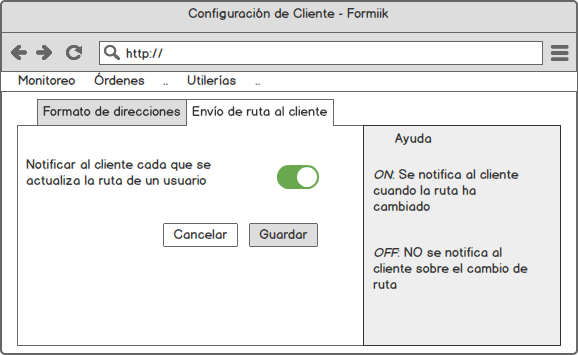 Configuración de Cliente - Formiik
http://
Monitoreo Órdenes .. Utilerías ..
Formato de direcciones Envío de ruta al cliente
Notificar al cliente cada que se
actualiza la ruta de un usuario
Cancelar Guardar
Ayuda
ON: Se notifica al cliente
cuando la ruta ha
cambiado
OFF: NO se notifica al
cliente sobre el cambio de
ruta